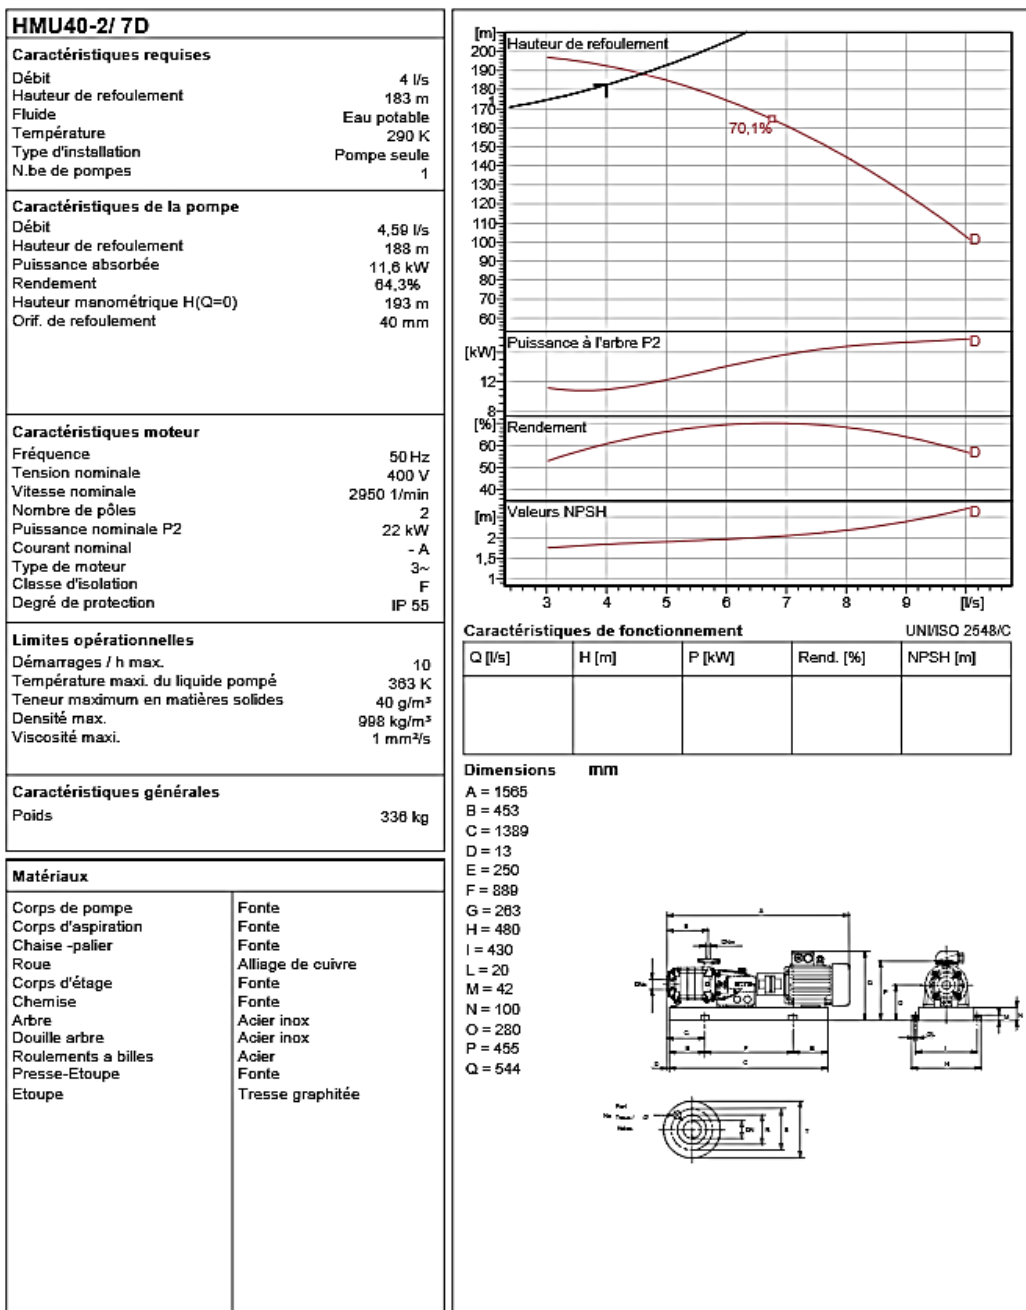 HMU40-2/ 7D
Caractéristiques requises
Débit 4 l/s
Hauteur de refoulement 183 m
Fluide Eau potable
Température 290 K
Type d'installation Pompe seule
N.be de pompes 1
Caractéristiques de la pompe
Débit 4,59 l/s
Hauteur de refoulement 188 m
Puissance absorbée 11,6 kW
Rendement 64,3%
Hauteur manométrique H(Q=0) 193 m
Orif. de refoulement 40 mm
Caractéristiques moteur
Fréquence 50 Hz
Tension nominale 400 V
Vitesse nominale 2950 1/min
Nombre de pôles 2
Puissance nominale P2 22 kW
Courant nominal - A
Type de moteur 3~
Classe d'isolation F
Degré de protection IP 55
Limites opérationnelles
Démarrages / h max. 10
Température maxi. du liquide pompé 363 K
Teneur maximum en matières solides 40 g/m³
Densité max. 998 kg/m³
Viscosité maxi. 1 mm²/s
Caractéristiques générales
Poids 336 kg
Matériaux
Corps de pompe Fonte
Corps d'aspiration Fonte
Chaise -palier Fonte
Roue Alliage de cuivre
Corps d'étage Fonte
Chemise Fonte
Arbre Acier inox
Douille arbre Acier inox
Roulements a billes Acier
Presse-Etoupe Fonte
Etoupe Tresse graphitée
[m] Hauteur de refoulement
200
190
180
170
160
150
140
130
120
110
100
90
80
70
60
70,1%
D
[kW] Puissance à l'arbre P2
12
8
D
[%] Rendement
60
50
40
D
[m] Valeurs NPSH
2
1,5
1
D
3 4 5 6 7 8 9 [l/s]
Caractéristiques de fonctionnement UNI/ISO 2548/C
Q [l/s] H [m] P [kW] Rend. [%] NPSH [m]
Dimensions mm
A = 1565
B = 453
C = 1389
D = 13
E = 250
F = 889
G = 263
H = 480
I = 430
L = 20
M = 42
N = 100
O = 280
P = 455
Q = 544